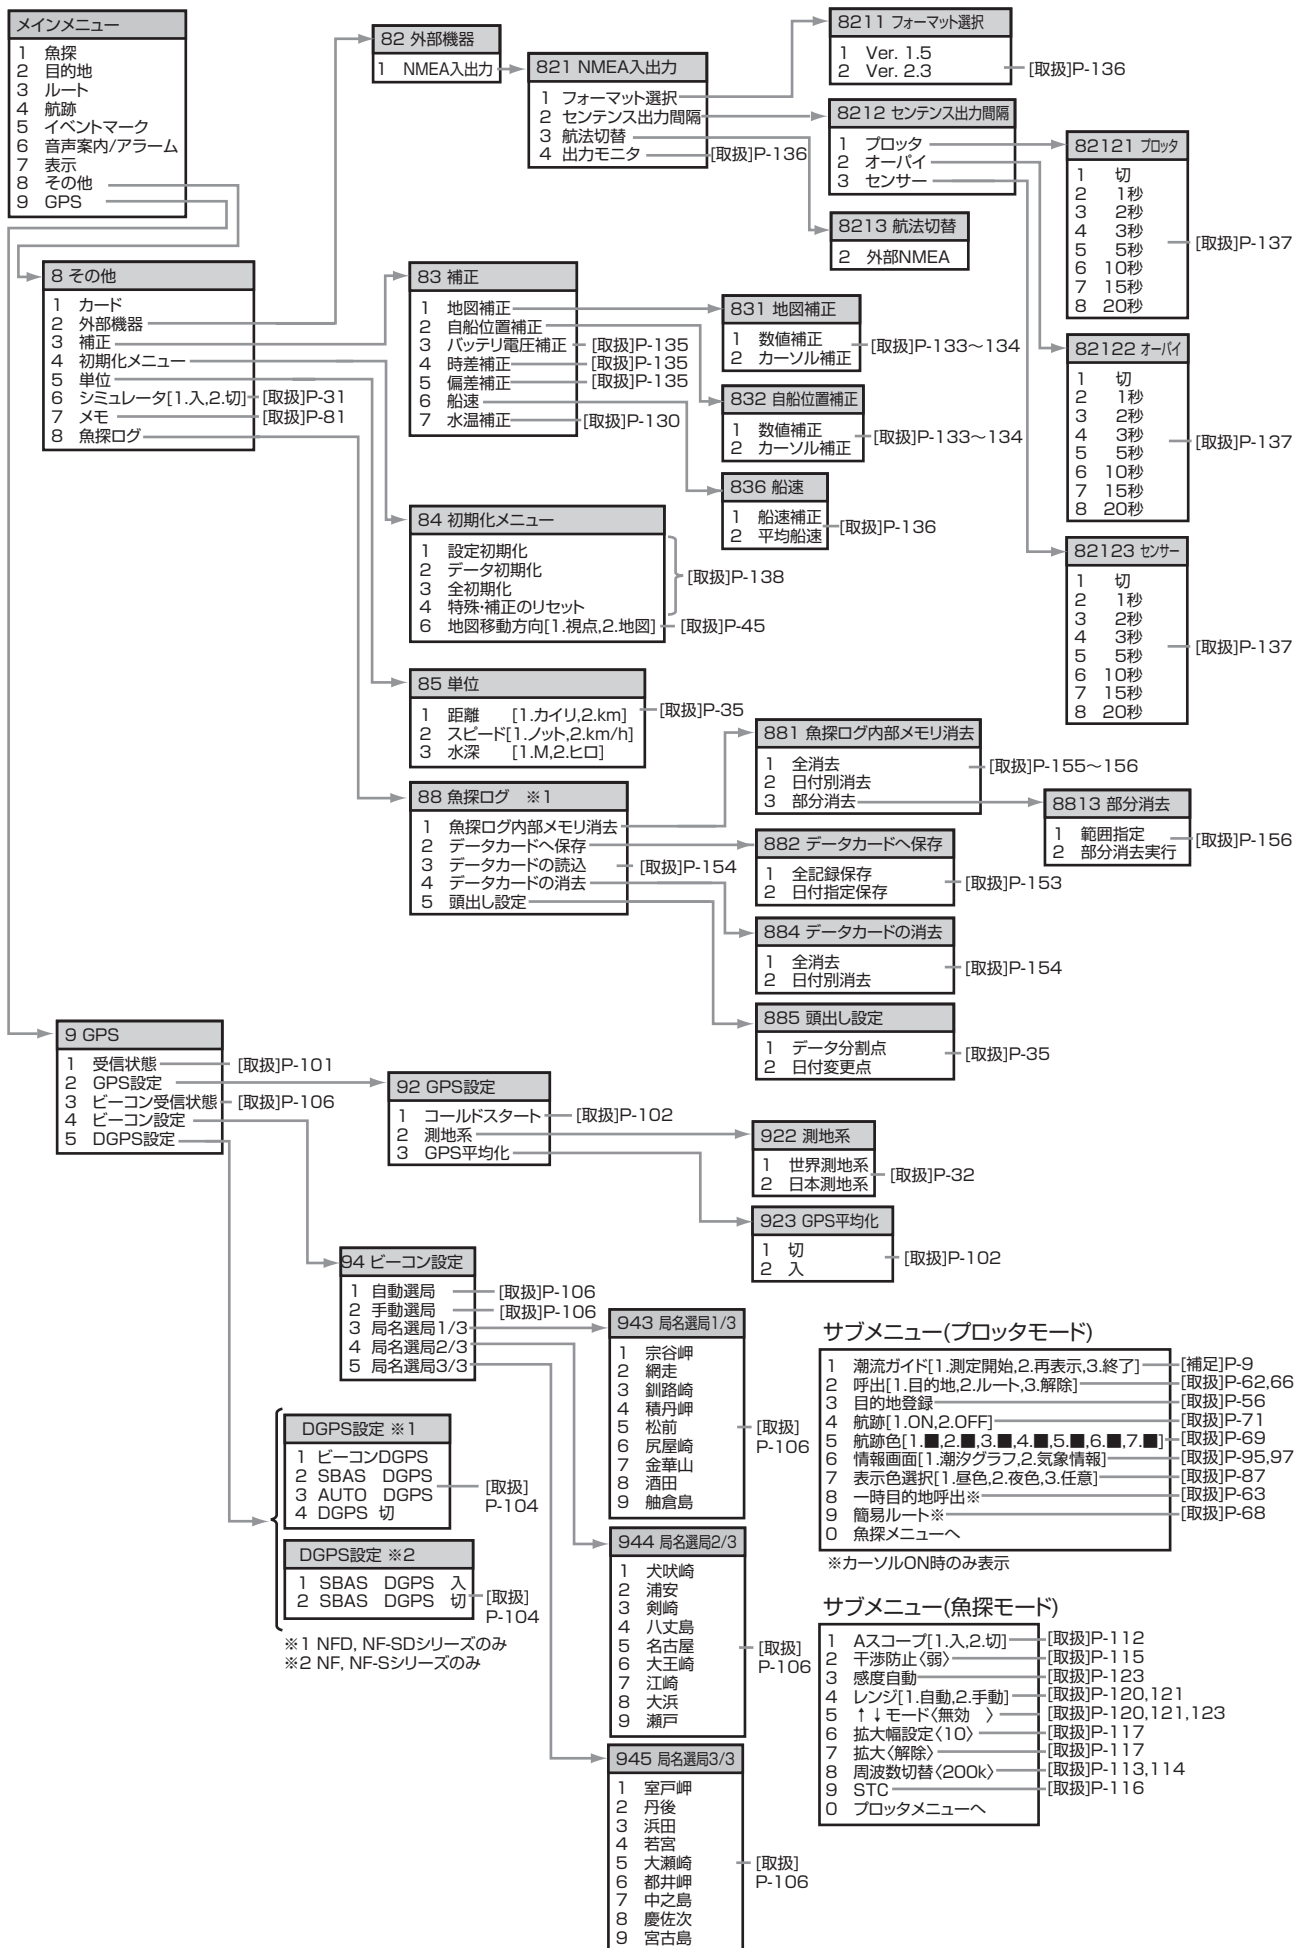 メインメニュー
1 魚探
2 目的地
3 ルート
4 航跡
5 イベントマーク
6 音声案内/アラーム
7 表示
8 その他
9 GPS
82 外部機器
1 NMEA入出力
821 NMEA入出力
1 フォーマット選択
2 センテンス出力間隔
3 航法切替
4 出力モニタ
[取扱]P-136
8211 フォーマット選択
1 Ver. 1.5
2 Ver. 2.3
[取扱]P-136
8212 センテンス出力間隔
1 プロッタ
2 オーパイ
3 センサー
8213 航法切替
2 外部NMEA
82121 プロッタ
1 切
2 1秒
3 2秒
4 3秒
5 5秒
6 10秒
7 15秒
8 20秒
[取扱]P-137
82122 オーパイ
1 切
2 1秒
3 2秒
4 3秒
5 5秒
6 10秒
7 15秒
8 20秒
[取扱]P-137
82123 センサー
1 切
2 1秒
3 2秒
4 3秒
5 5秒
6 10秒
7 15秒
8 20秒
[取扱]P-137
8 その他
1 カード
2 外部機器
3 補正
4 初期化メニュー
5 単位
6 シミュレータ[1.入,2.切] [取扱]P-31
7 メモ [取扱]P-81
8 魚探ログ
83 補正
1 地図補正
2 自船位置補正
3 バッテリ電圧補正 [取扱]P-135
4 時差補正 [取扱]P-135
5 偏差補正 [取扱]P-135
6 船速
7 水温補正 [取扱]P-130
831 地図補正
1 数値補正
2 カーソル補正
[取扱]P-133～134
832 自船位置補正
1 数値補正
2 カーソル補正
[取扱]P-133～134
836 船速
1 船速補正
2 平均船速
[取扱]P-136
84 初期化メニュー
1 設定初期化
2 データ初期化
3 全初期化
4 特殊・補正のリセット
[取扱]P-138
6 地図移動方向[1.視点,2.地図] [取扱]P-45
85 単位
1 距離 [1.カイリ,2.km]
2 スピード[1.ノット,2.km/h]
3 水深 [1.M,2.ヒロ]
[取扱]P-35
88 魚探ログ ※1
1 魚探ログ内部メモリ消去
2 データカードへ保存
3 データカードの読込 [取扱]P-154
4 データカードの消去
5 頭出し設定
881 魚探ログ内部メモリ消去
1 全消去
2 日付別消去
3 部分消去
[取扱]P-155～156
8813 部分消去
1 範囲指定
2 部分消去実行
[取扱]P-156
882 データカードへ保存
1 全記録保存
2 日付指定保存
[取扱]P-153
884 データカードの消去
1 全消去
2 日付別消去
[取扱]P-154
885 頭出し設定
1 データ分割点
2 日付変更点
[取扱]P-35
9 GPS
1 受信状態 [取扱]P-101
2 GPS設定
3 ビーコン受信状態 [取扱]P-106
4 ビーコン設定
5 DGPS設定
92 GPS設定
1 コールドスタート [取扱]P-102
2 測地系
3 GPS平均化
922 測地系
1 世界測地系
2 日本測地系
[取扱]P-32
923 GPS平均化
1 切
2 入
[取扱]P-102
94 ビーコン設定
1 自動選局 [取扱]P-106
2 手動選局 [取扱]P-106
3 局名選局1/3
4 局名選局2/3
5 局名選局3/3
943 局名選局1/3
1 宗谷岬
2 網走
3 釧路崎
4 積丹岬
5 松前
6 尻屋崎
7 金華山
8 酒田
9 舳倉島
[取扱]
P-106
944 局名選局2/3
1 犬吠崎
2 浦安
3 剣崎
4 八丈島
5 名古屋
6 大王崎
7 江崎
8 大浜
9 瀬戸
[取扱]
P-106
945 局名選局3/3
1 室戸岬
2 丹後
3 浜田
4 若宮
5 大瀬崎
6 都井岬
7 中之島
8 慶佐次
9 宮古島
[取扱]
P-106
DGPS設定 ※1
1 ビーコンDGPS
2 SBAS DGPS
3 AUTO DGPS
4 DGPS 切
[取扱]
P-104
DGPS設定 ※2
1 SBAS DGPS 入
2 SBAS DGPS 切
[取扱]
P-104
※1 NFD, NF-SDシリーズのみ
※2 NF, NF-Sシリーズのみ
サブメニュー(プロッタモード)
1 潮流ガイド[1.測定開始,2.再表示,3.終了] [補足]P-9
2 呼出[1.目的地,2.ルート,3.解除] [取扱]P-62,66
3 目的地登録 [取扱]P-56
4 航跡[1.ON,2.OFF] [取扱]P-71
5 航跡色[1.■,2.■,3.■,4.■,5.■,6.■,7.■] [取扱]P-69
6 情報画面[1.潮汐グラフ,2.気象情報] [取扱]P-95,97
7 表示色選択[1.昼色,2.夜色,3.任意] [取扱]P-87
8 一時目的地呼出※ [取扱]P-63
9 簡易ルート※ [取扱]P-68
0 魚探メニューへ
※カーソルON時のみ表示
サブメニュー(魚探モード)
1 Aスコープ[1.入,2.切] [取扱]P-112
2 干渉防止〈弱〉 [取扱]P-115
3 感度自動 [取扱]P-123
4 レンジ[1.自動,2.手動] [取扱]P-120,121
5 ↑↓モード〈無効 〉 [取扱]P-120,121,123
6 拡大幅設定〈10〉 [取扱]P-117
7 拡大〈解除〉 [取扱]P-117
8 周波数切替〈200k〉 [取扱]P-113,114
9 STC [取扱]P-116
0 プロッタメニューへ